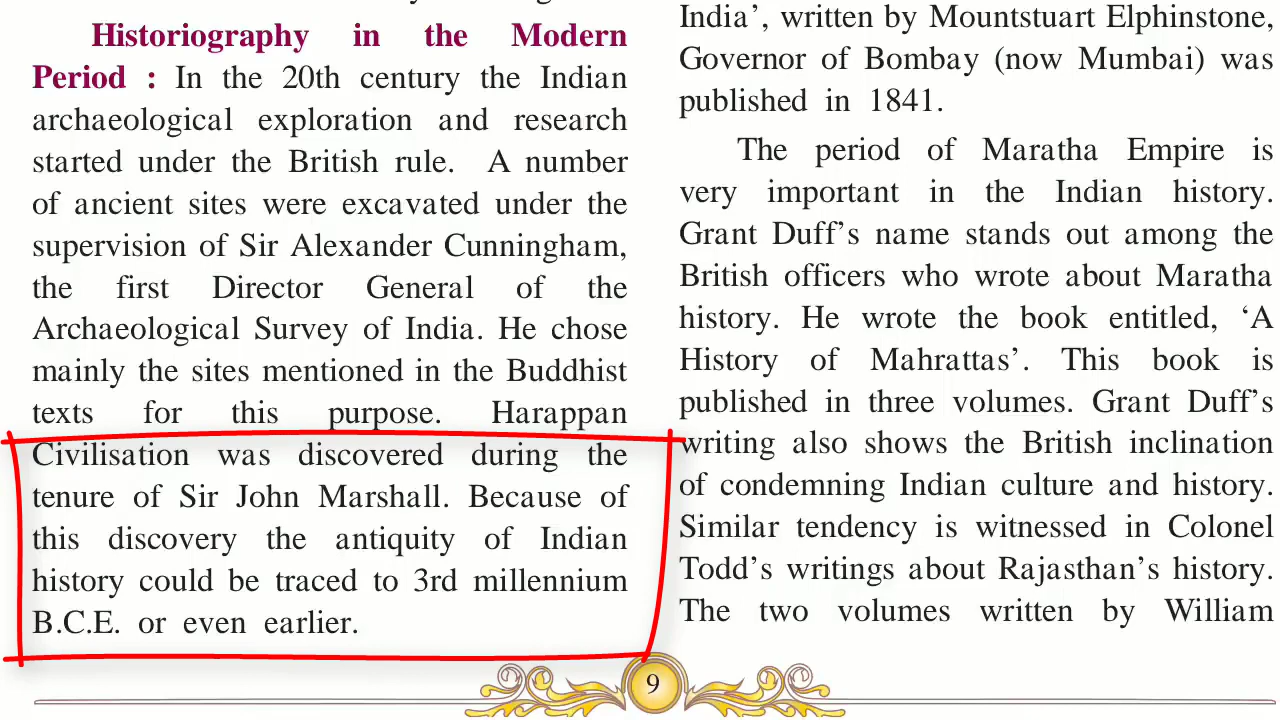 Historiography in the Modern
Period : In the 20th century the Indian
archaeological exploration and research
started under the British rule. A number
of ancient sites were excavated under the
supervision of Sir Alexander Cunningham,
the first Director General of the
Archaeological Survey of India. He chose
mainly the sites mentioned in the Buddhist
texts for this purpose. Harappan
Civilisation was discovered during the
tenure of Sir John Marshall. Because of
this discovery the antiquity of Indian
history could be traced to 3rd millennium
B.C.E. or even earlier.
India’, written by Mountstuart Elphinstone,
Governor of Bombay (now Mumbai) was
published in 1841.
The period of Maratha Empire is
very important in the Indian history.
Grant Duff’s name stands out among the
British officers who wrote about Maratha
history. He wrote the book entitled, ‘A
History of Mahrattas’. This book is
published in three volumes. Grant Duff’s
writing also shows the British inclination
of condemning Indian culture and history.
Similar tendency is witnessed in Colonel
Todd’s writings about Rajasthan’s history.
The two volumes written by William
9